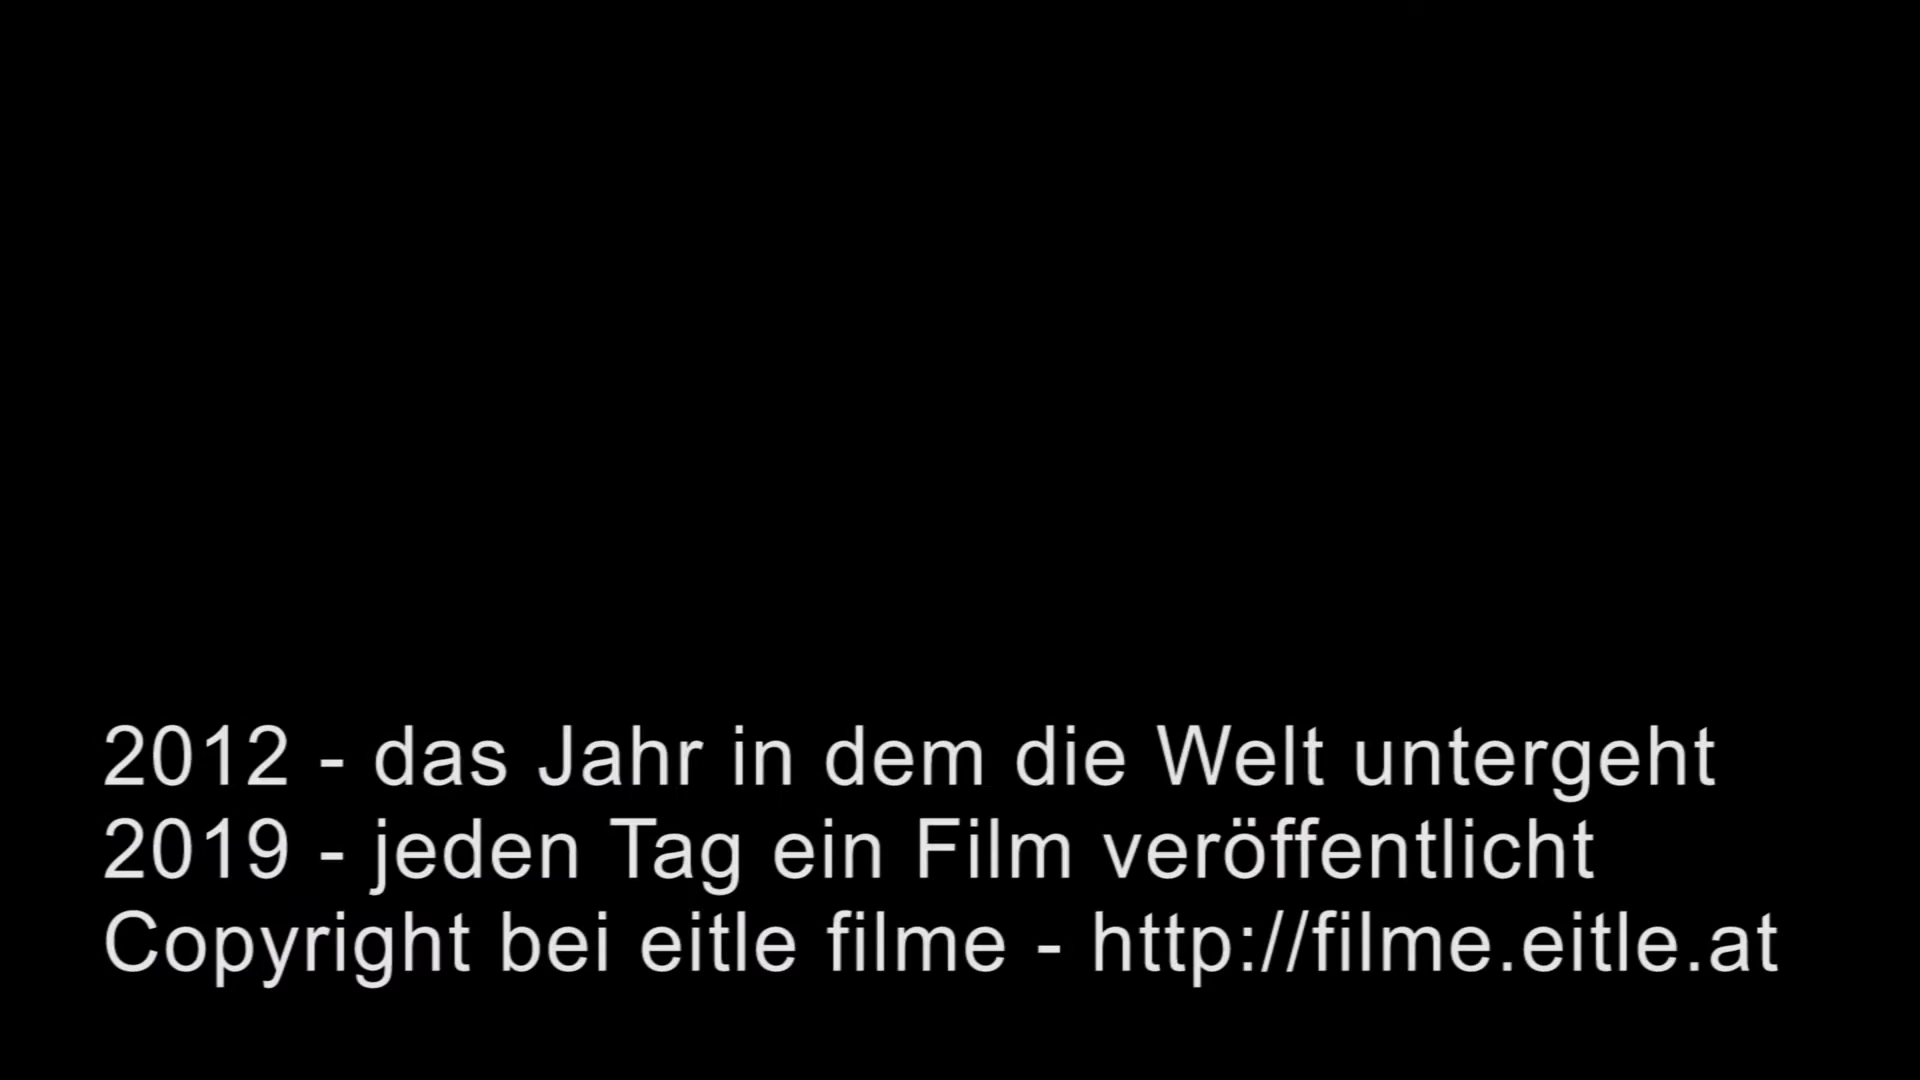 2012 - das Jahr in dem die Welt untergeht
2019 - jeden Tag ein Film veröffentlicht
Copyright bei eitle filme - http://filme.eitle.at